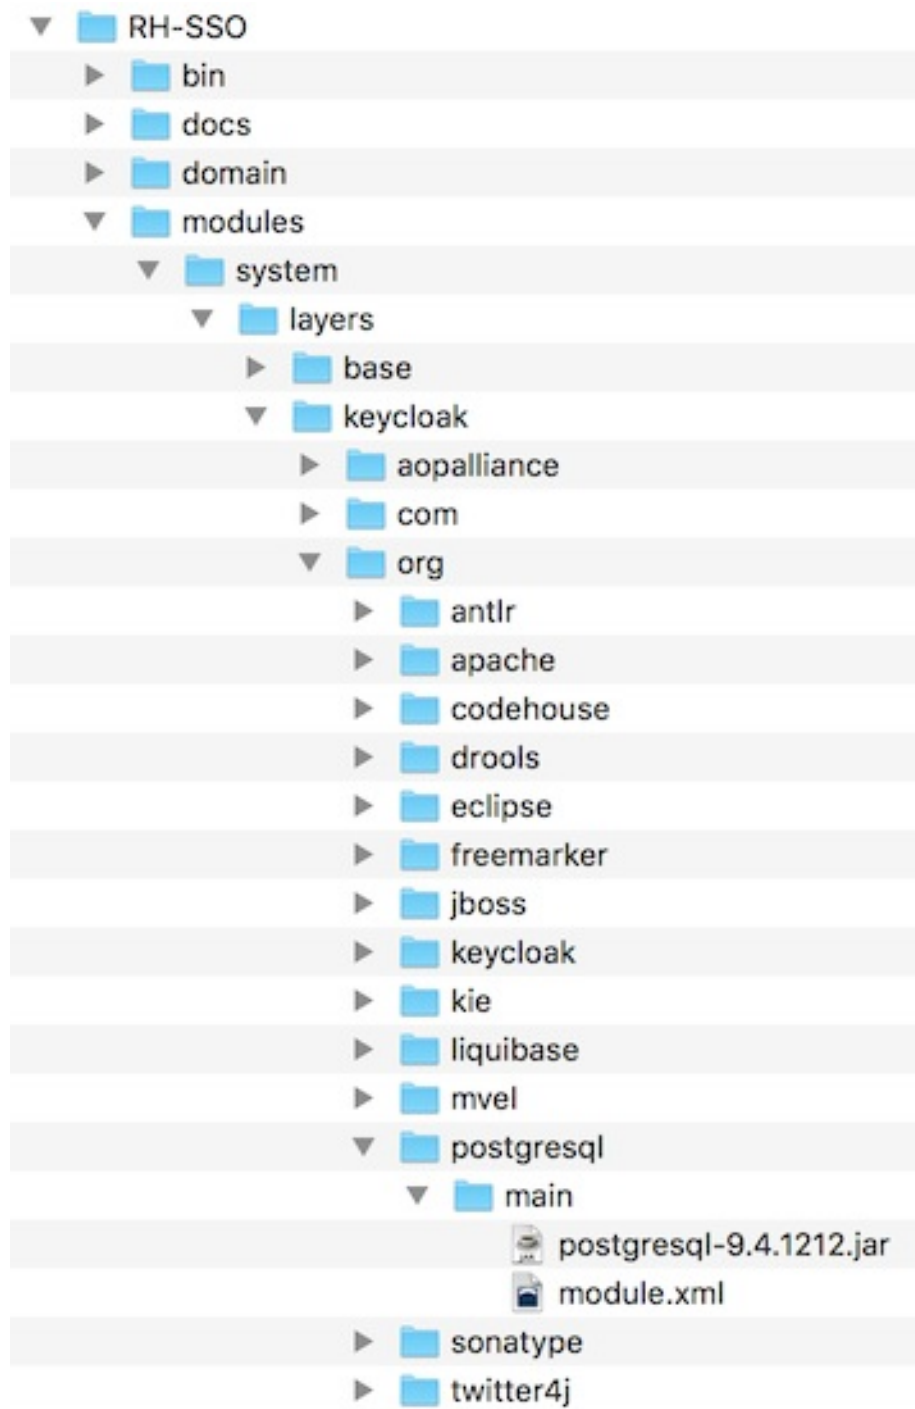 RH-SSO
bin
docs
domain
modules
system
layers
base
keycloak
aopalliance
com
org
antlr
apache
codehouse
drools
eclipse
freemarker
jboss
keycloak
kie
liquibase
mvel
postgresql
main
postgresql-9.4.1212.jar
module.xml
sonatype
twitter4j